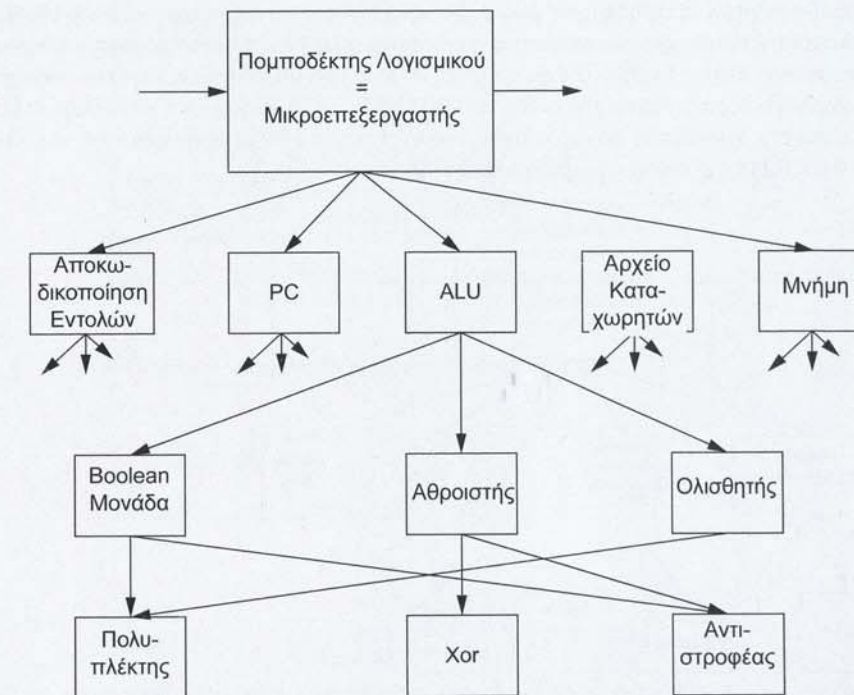 Πομποδέκτης Λογισμικού
=
Μικροεπεξεργαστής
Αποκω-
δικοποίηση
Εντολών
PC
ALU
Αρχείο
Κατα-
χωρητών
Μνήμη
Boolean
Μονάδα
Αθροιστής
Ολισθητής
Πολυ-
πλέκτης
Xor
Αντι-
στροφέας